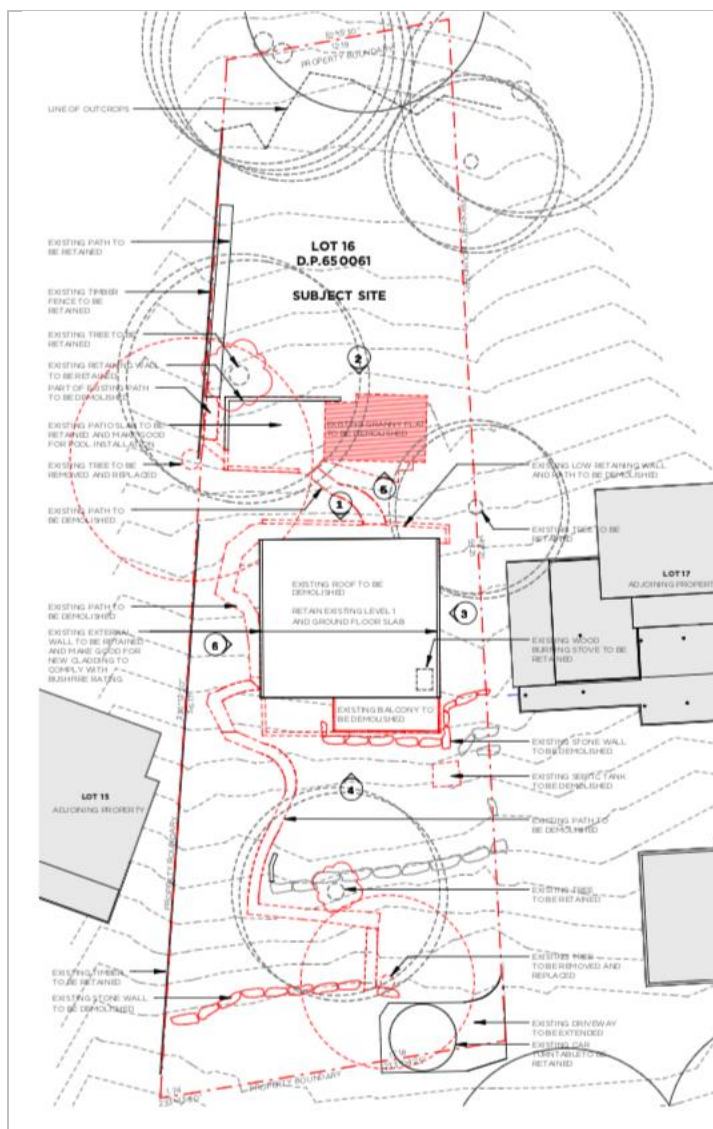 PROPERTY BOUNDARY
LINE OF OUTCROPS
EXISTING PATH TO
BE RETAINED
LOT 16
D.P.650061
SUBJECT SITE
EXISTING TIMBER
FENCE TO BE
RETAINED
EXISTING TREE TO BE
RETAINED
EXISTING RETAINING WALL
TO BE RETAINED
PART OF EXISTING PATH
TO BE DEMOLISHED
2
EXISTING PATIO SLAB TO BE
RETAINED AND MAKE GOOD
FOR POOL INSTALLATION
EXISTING GRANNY FLAT
TO BE DEMOLISHED
EXISTING TREE TO BE
REMOVED AND REPLACED
EXISTING LOW RETAINING WALL
AND PATH TO BE DEMOLISHED
5
1
EXISTING PATH TO
BE DEMOLISHED
EXISTING TREE TO BE
RETAINED
LOT 17
ADJOINING PROPERTY
EXISTING ROOF TO BE
DEMOLISHED
RETAIN EXISTING LEVEL 1
AND GROUND FLOOR SLAB
3
EXISTING PATH TO
BE DEMOLISHED
EXISTING EXTERNAL
WALL TO BE RETAINED
AND MAKE GOOD FOR
NEW CLADDING TO
COMPLY WITH
BUSHFIRE RATING
6
EXISTING WOOD
BURNING STOVE TO BE
RETAINED
EXISTING BALCONY TO
BE DEMOLISHED
EXISTING STONE WALL
TO BE DEMOLISHED
EXISTING SEPTIC TANK
TO BE DEMOLISHED
4
LOT 15
ADJOINING PROPERTY
EXISTING PATH TO
BE DEMOLISHED
PROPERTY BOUNDARY
EXISTING TREE
TO BE RETAINED
EXISTING TREE
TO BE REMOVED AND
REPLACED
EXISTING TIMBER
TO BE RETAINED
EXISTING STONE WALL
TO BE DEMOLISHED
EXISTING DRIVEWAY
TO BE EXTENDED
EXISTING CAR
TURNTABLE TO BE
RETAINED
PROPERTY BOUNDARY